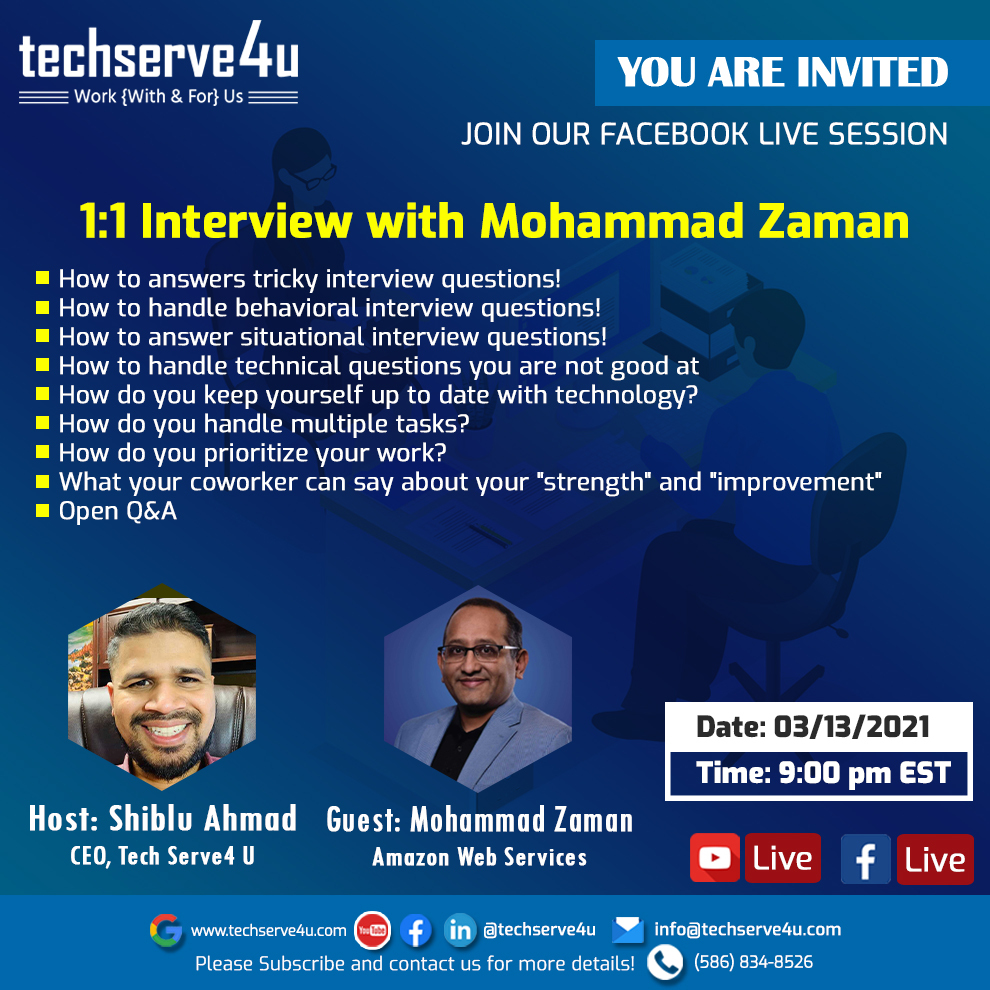 techserve4u
Work {With & For} Us
YOU ARE INVITED
JOIN OUR FACEBOOK LIVE SESSION
1:1 Interview with Mohammad Zaman
How to answers tricky interview questions!
How to handle behavioral interview questions!
How to answer situational interview questions!
How to handle technical questions you are not good at
How do you keep yourself up to date with technology?
How do you handle multiple tasks?
How do you prioritize your work?
What your coworker can say about your "strength" and "improvement"
Open Q&A
Date: 03/13/2021
Time: 9:00 pm EST
Host: Shiblu Ahmad
CEO, Tech Serve4 U
Guest: Mohammad Zaman
Amazon Web Services
Live
Live
www.techserve4u.com YouTube @techserve4u info@techserve4u.com
Please Subscribe and contact us for more details! (586) 834-8526